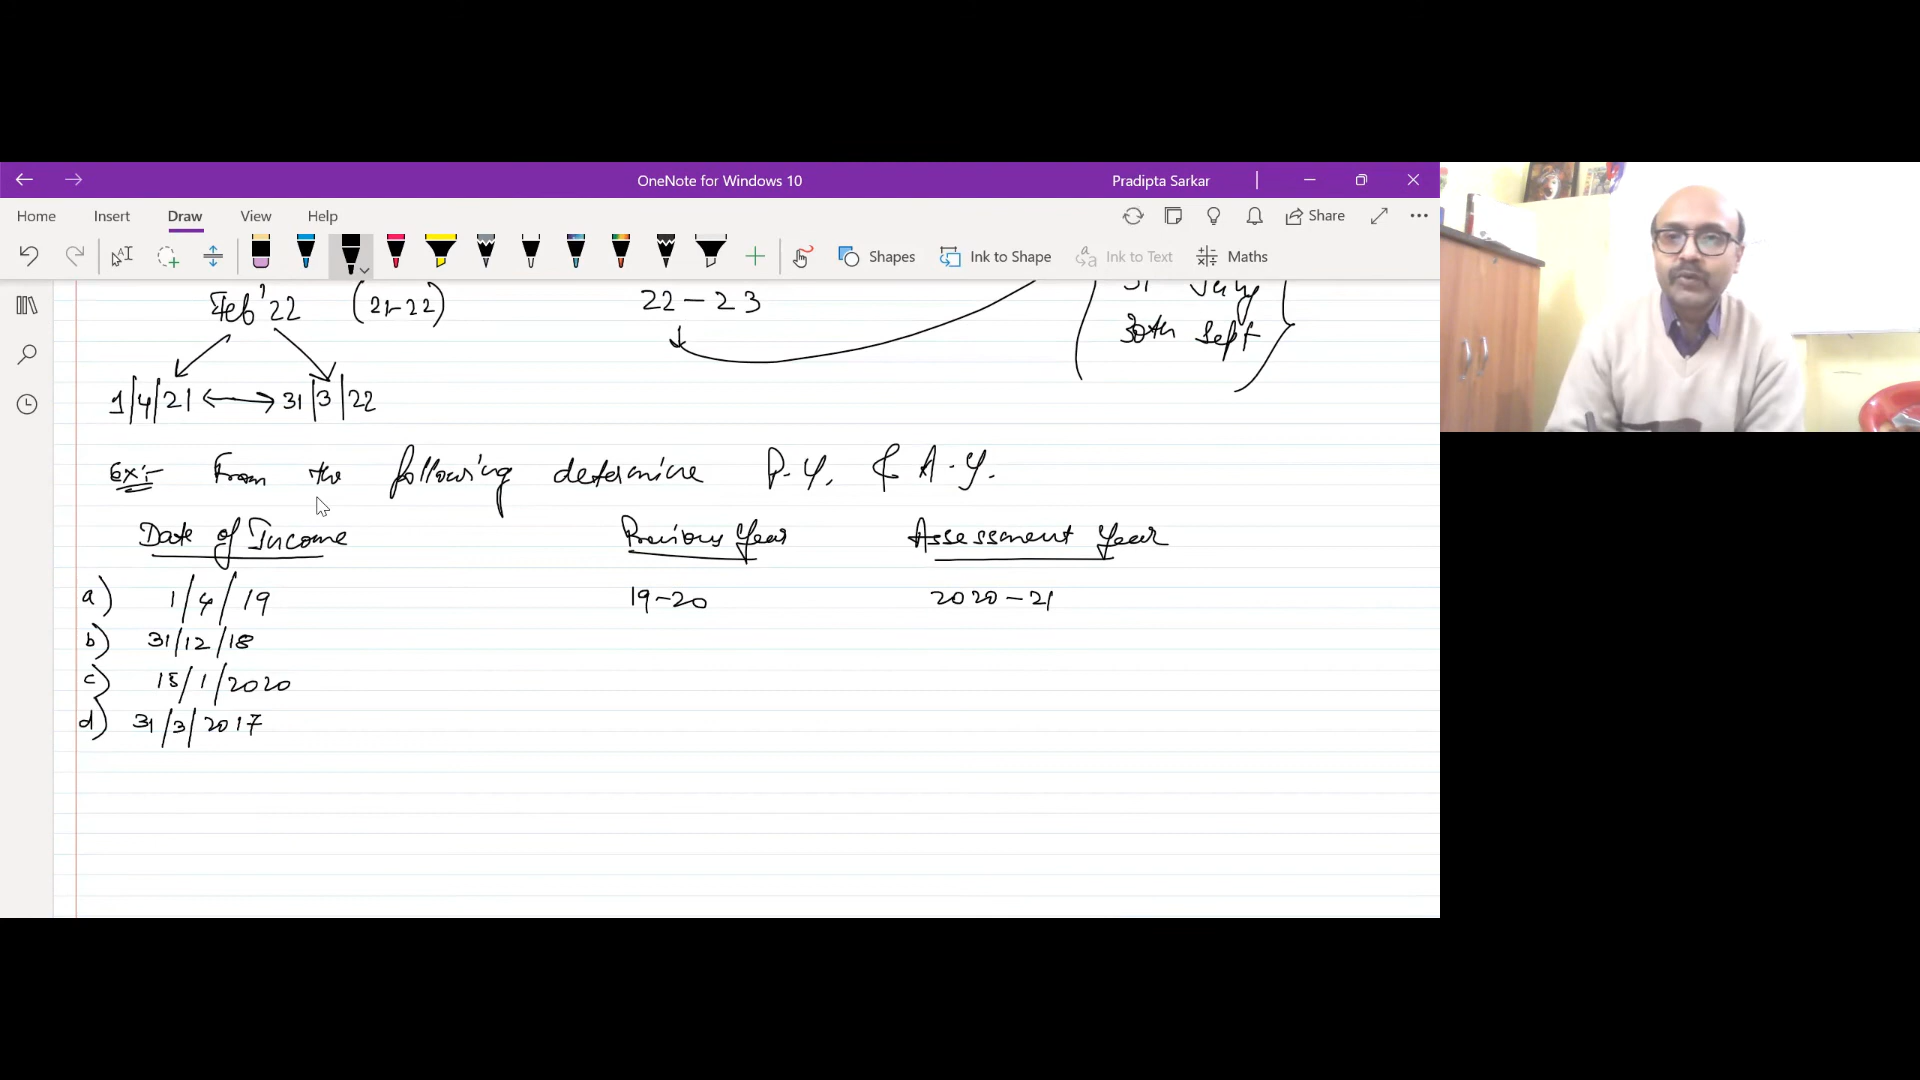 OneNote for Windows 10
Pradipta Sarkar
Home Insert Draw View Help
Share
Shapes Ink to Shape Ink to Text Maths
Feb '22 (21-22) 22-23
31 July
30th Sept
1/4/21 31/3/22
Ex:- From the following determine P.Y. & A.Y.
Date of Income Previous Year Assessment Year
a) 1/4/19 19-20 2020-21
b) 31/12/18
c) 15/1/2020
d) 31/3/2017